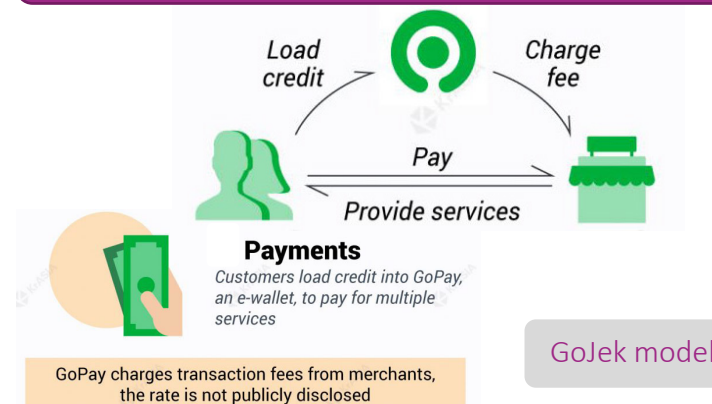 Load
credit
Charge
fee
Pay
Provide services
Payments
Customers load credit into GoPay,
an e-wallet, to pay for multiple
services
GoJek model
GoPay charges transaction fees from merchants,
the rate is not publicly disclosed
KrASIA